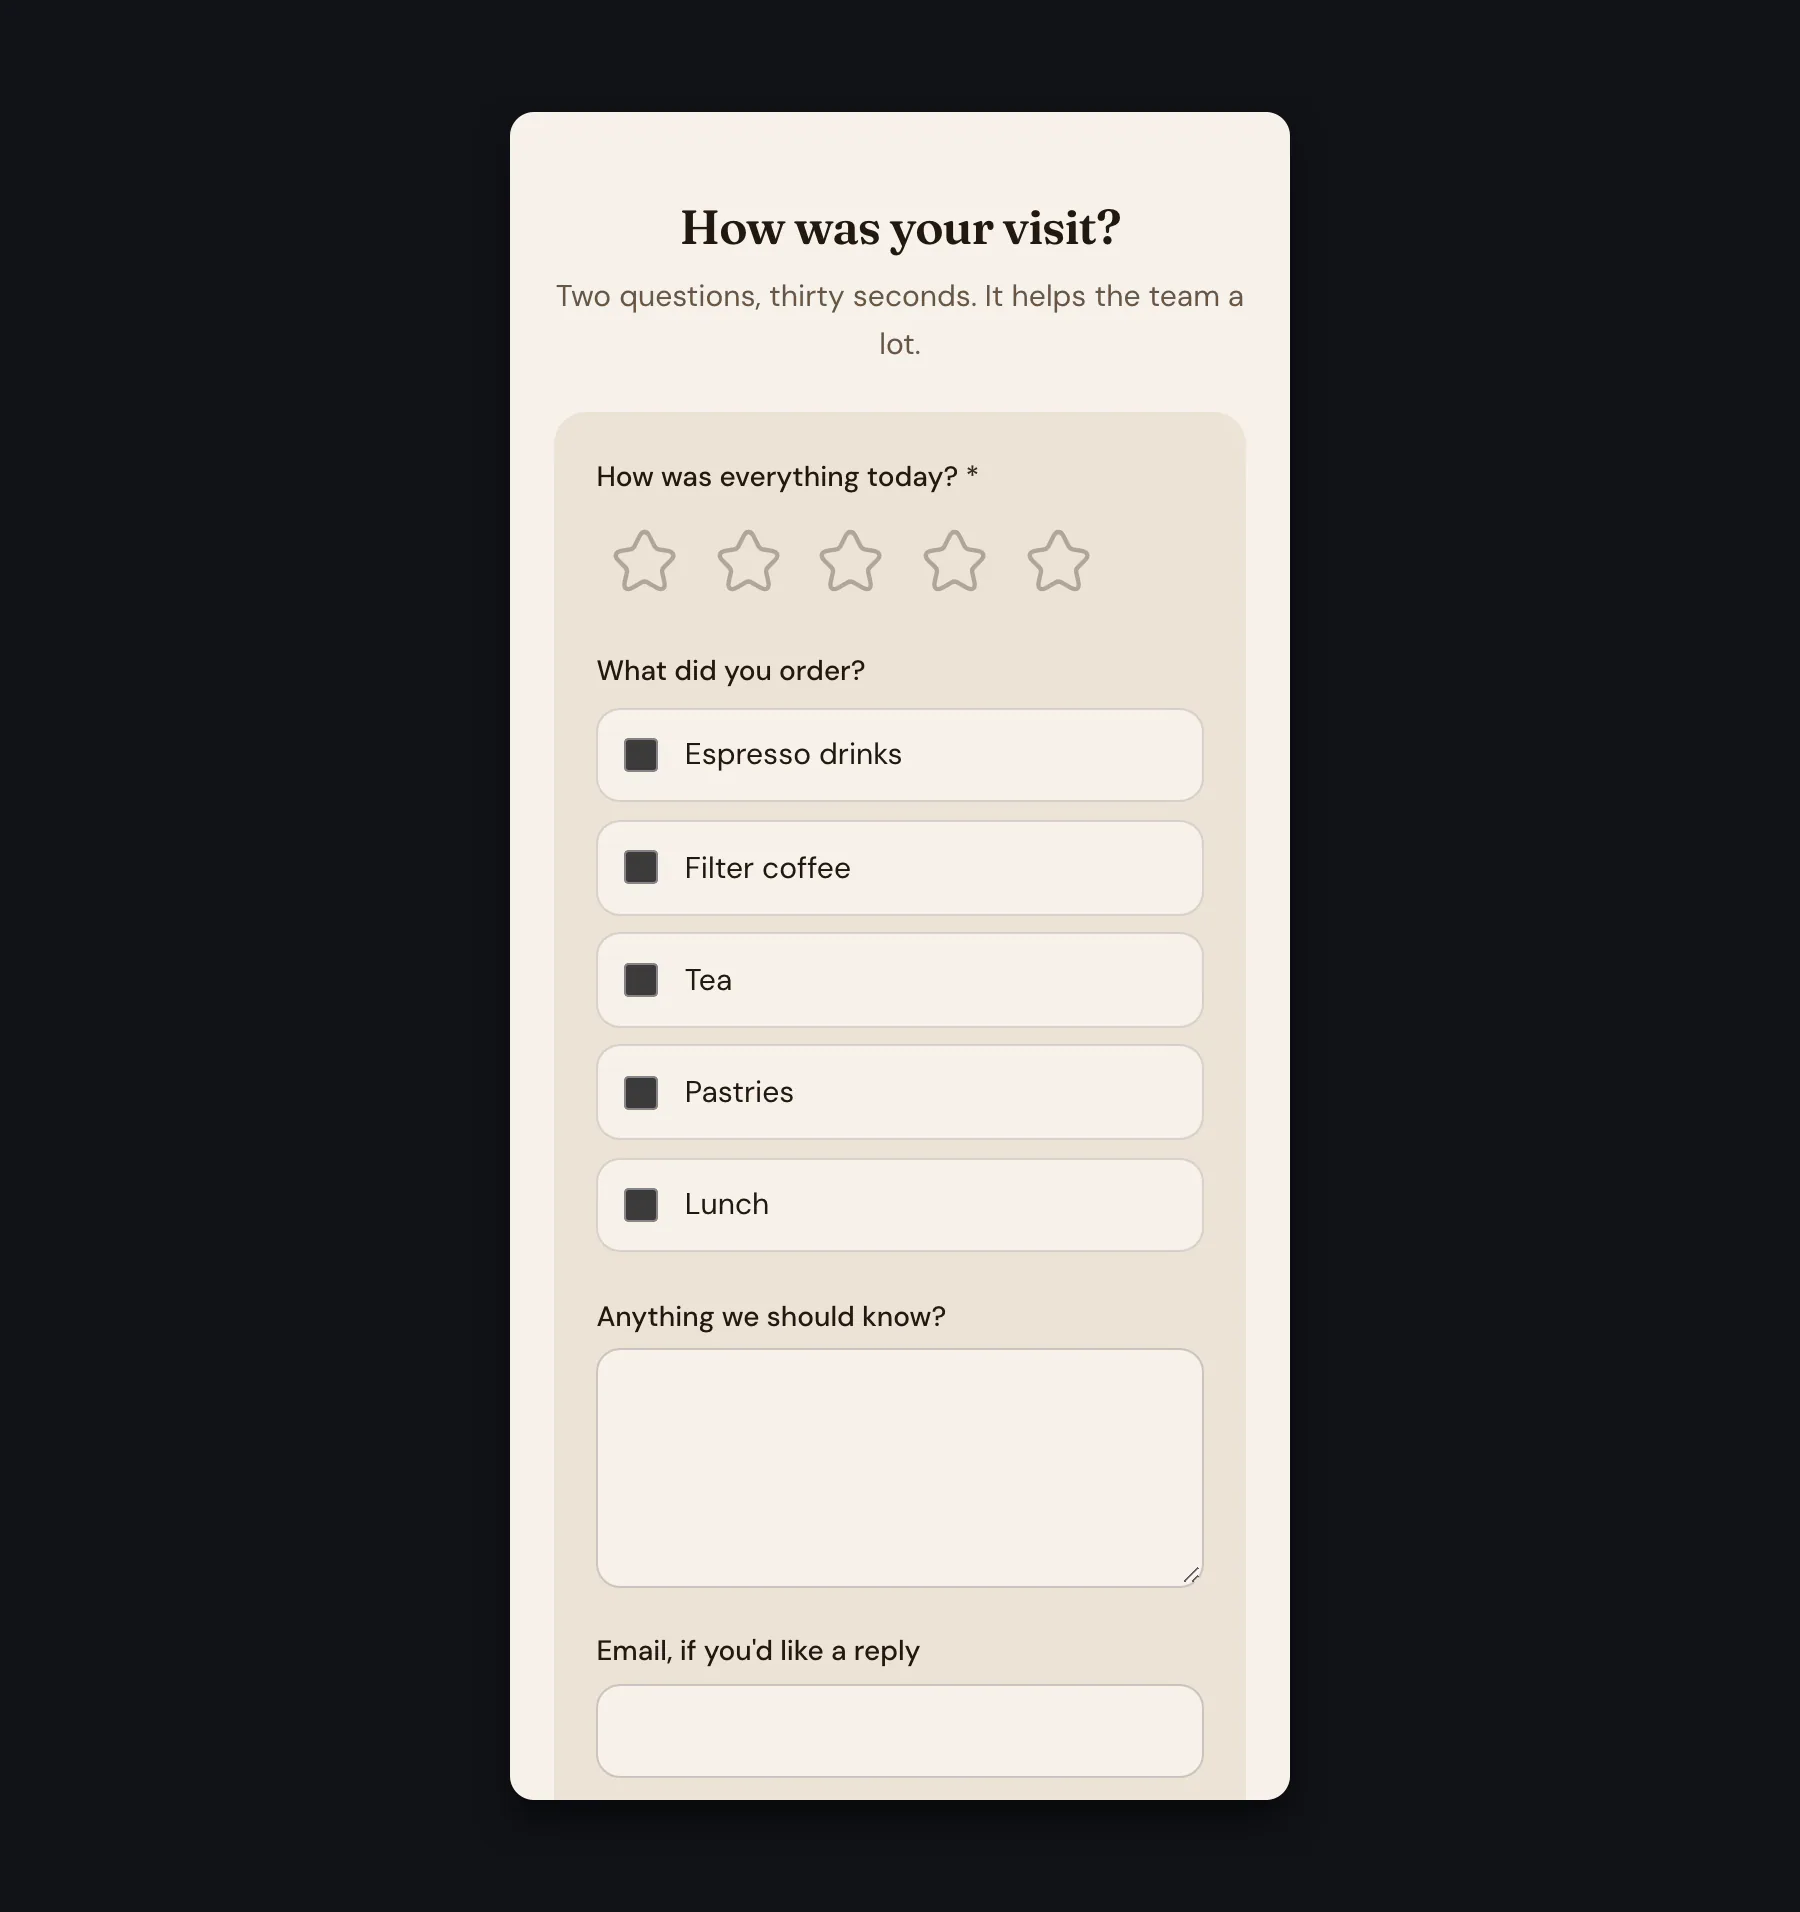 How was your visit?
Two questions, thirty seconds. It helps the team a
lot.
How was everything today? *
What did you order?
Espresso drinks
Filter coffee
Tea
Pastries
Lunch
Anything we should know?
Email, if you'd like a reply